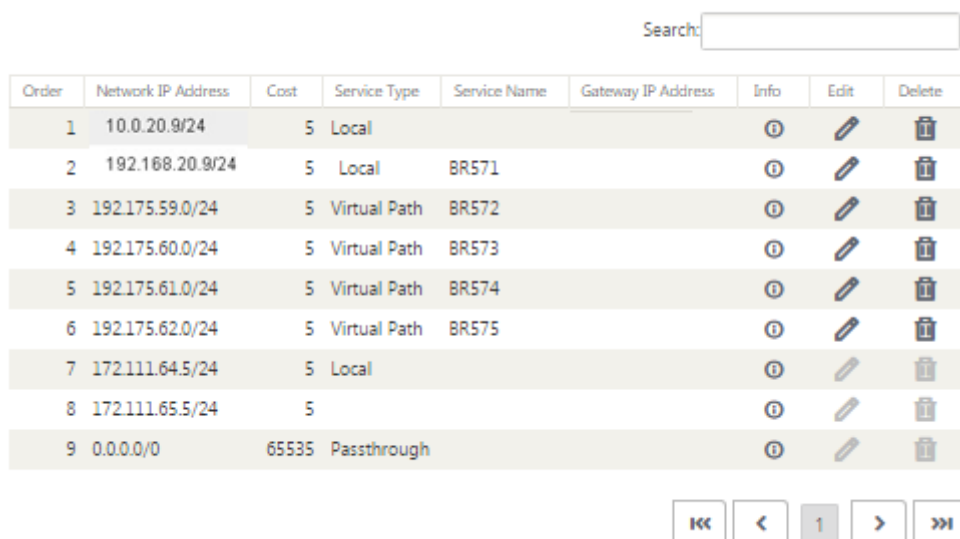 Search:
Order Network IP Address Cost Service Type Service Name Gateway IP Address Info Edit Delete
1 10.0.20.9/24 5 Local
2 192.168.20.9/24 5 Local BR571
3 192.175.59.0/24 5 Virtual Path BR572
4 192.175.60.0/24 5 Virtual Path BR573
5 192.175.61.0/24 5 Virtual Path BR574
6 192.175.62.0/24 5 Virtual Path BR575
7 172.111.64.5/24 5 Local
8 172.111.65.5/24 5
9 0.0.0.0/0 65535 Passthrough
1